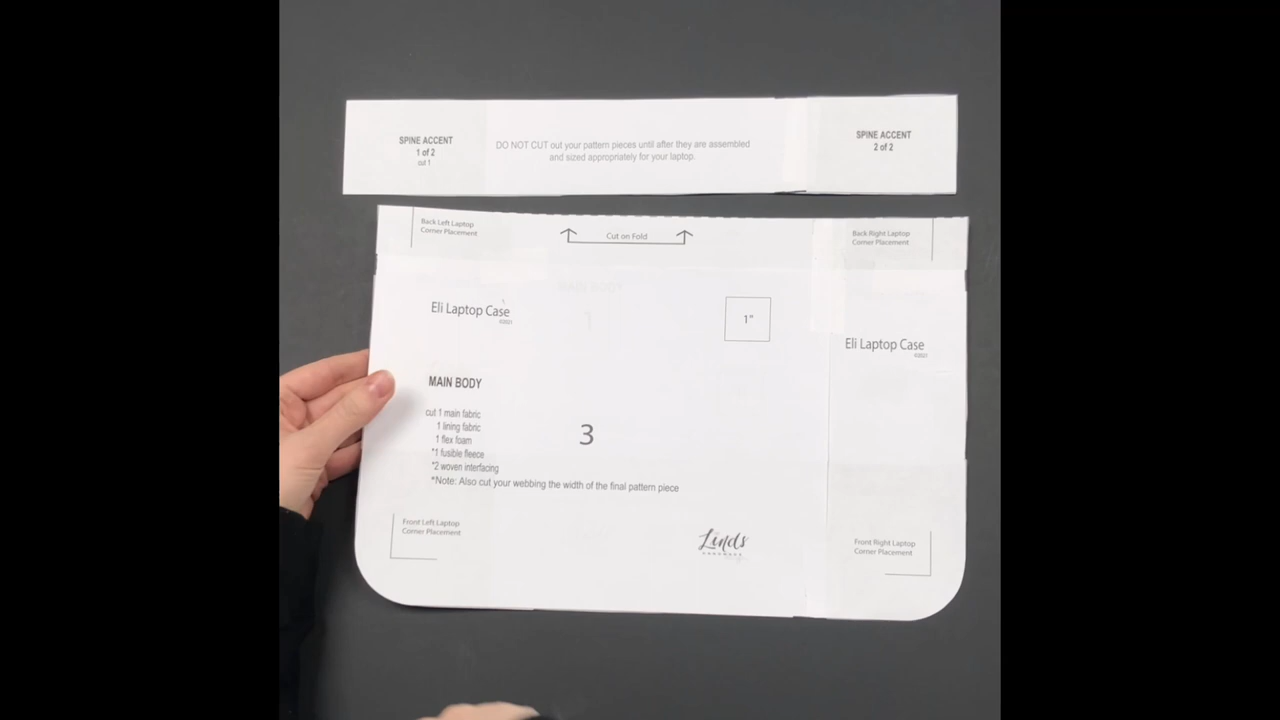 SPINE ACCENT
1 of 2
cut 1
DO NOT CUT out your pattern pieces until after they are assembled
and sized appropriately for your laptop.
SPINE ACCENT
2 of 2
Back Left Laptop
Corner Placement
Cut on Fold
Back Right Laptop
Corner Placement
Eli Laptop Case
©2021
1"
Eli Laptop Case
©2021
MAIN BODY
cut 1 main fabric
1 lining fabric
1 flex foam
*1 fusible fleece
*2 woven interfacing
*Note: Also cut your webbing the width of the final pattern piece
3
Front Left Laptop
Corner Placement
Linds
HANDMADE
Front Right Laptop
Corner Placement